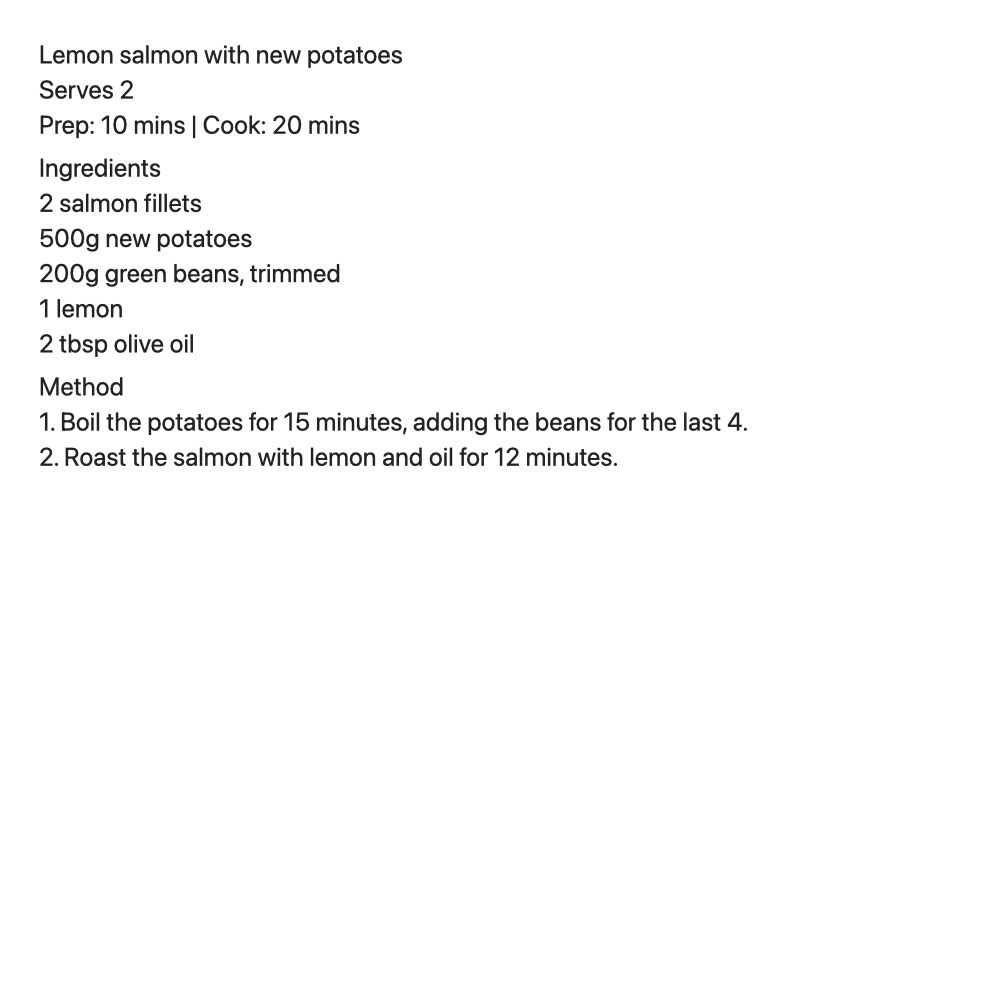 Lemon salmon with new potatoes
Serves 2
Prep: 10 mins | Cook: 20 mins
Ingredients
2 salmon fillets
500g new potatoes
200g green beans, trimmed
1 lemon
2 tbsp olive oil
Method
1. Boil the potatoes for 15 minutes, adding the beans for the last 4.
2. Roast the salmon with lemon and oil for 12 minutes.